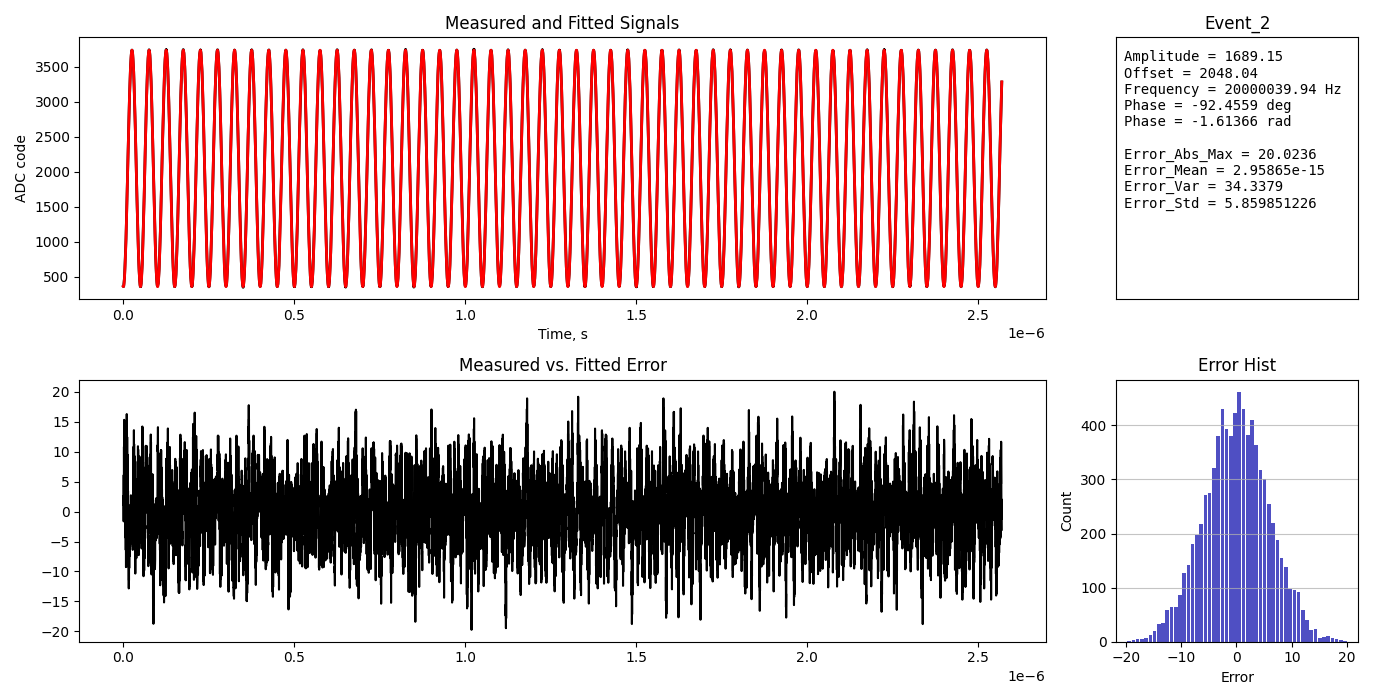 Measured and Fitted Signals
ADC code
3500
3000
2500
2000
1500
1000
500
0.0 0.5 1.0 1.5 2.0 2.5
Time, s
1e−6
Event_2
Amplitude = 1689.15
Offset = 2048.04
Frequency = 20000039.94 Hz
Phase = -92.4559 deg
Phase = -1.61366 rad
Error_Abs_Max = 20.0236
Error_Mean = 2.95865e-15
Error_Var = 34.3379
Error_Std = 5.859851226
Measured vs. Fitted Error
20
15
10
5
0
−5
−10
−15
−20
0.0 0.5 1.0 1.5 2.0 2.5
1e−6
Error Hist
Count
400
300
200
100
0
−20 −10 0 10 20
Error